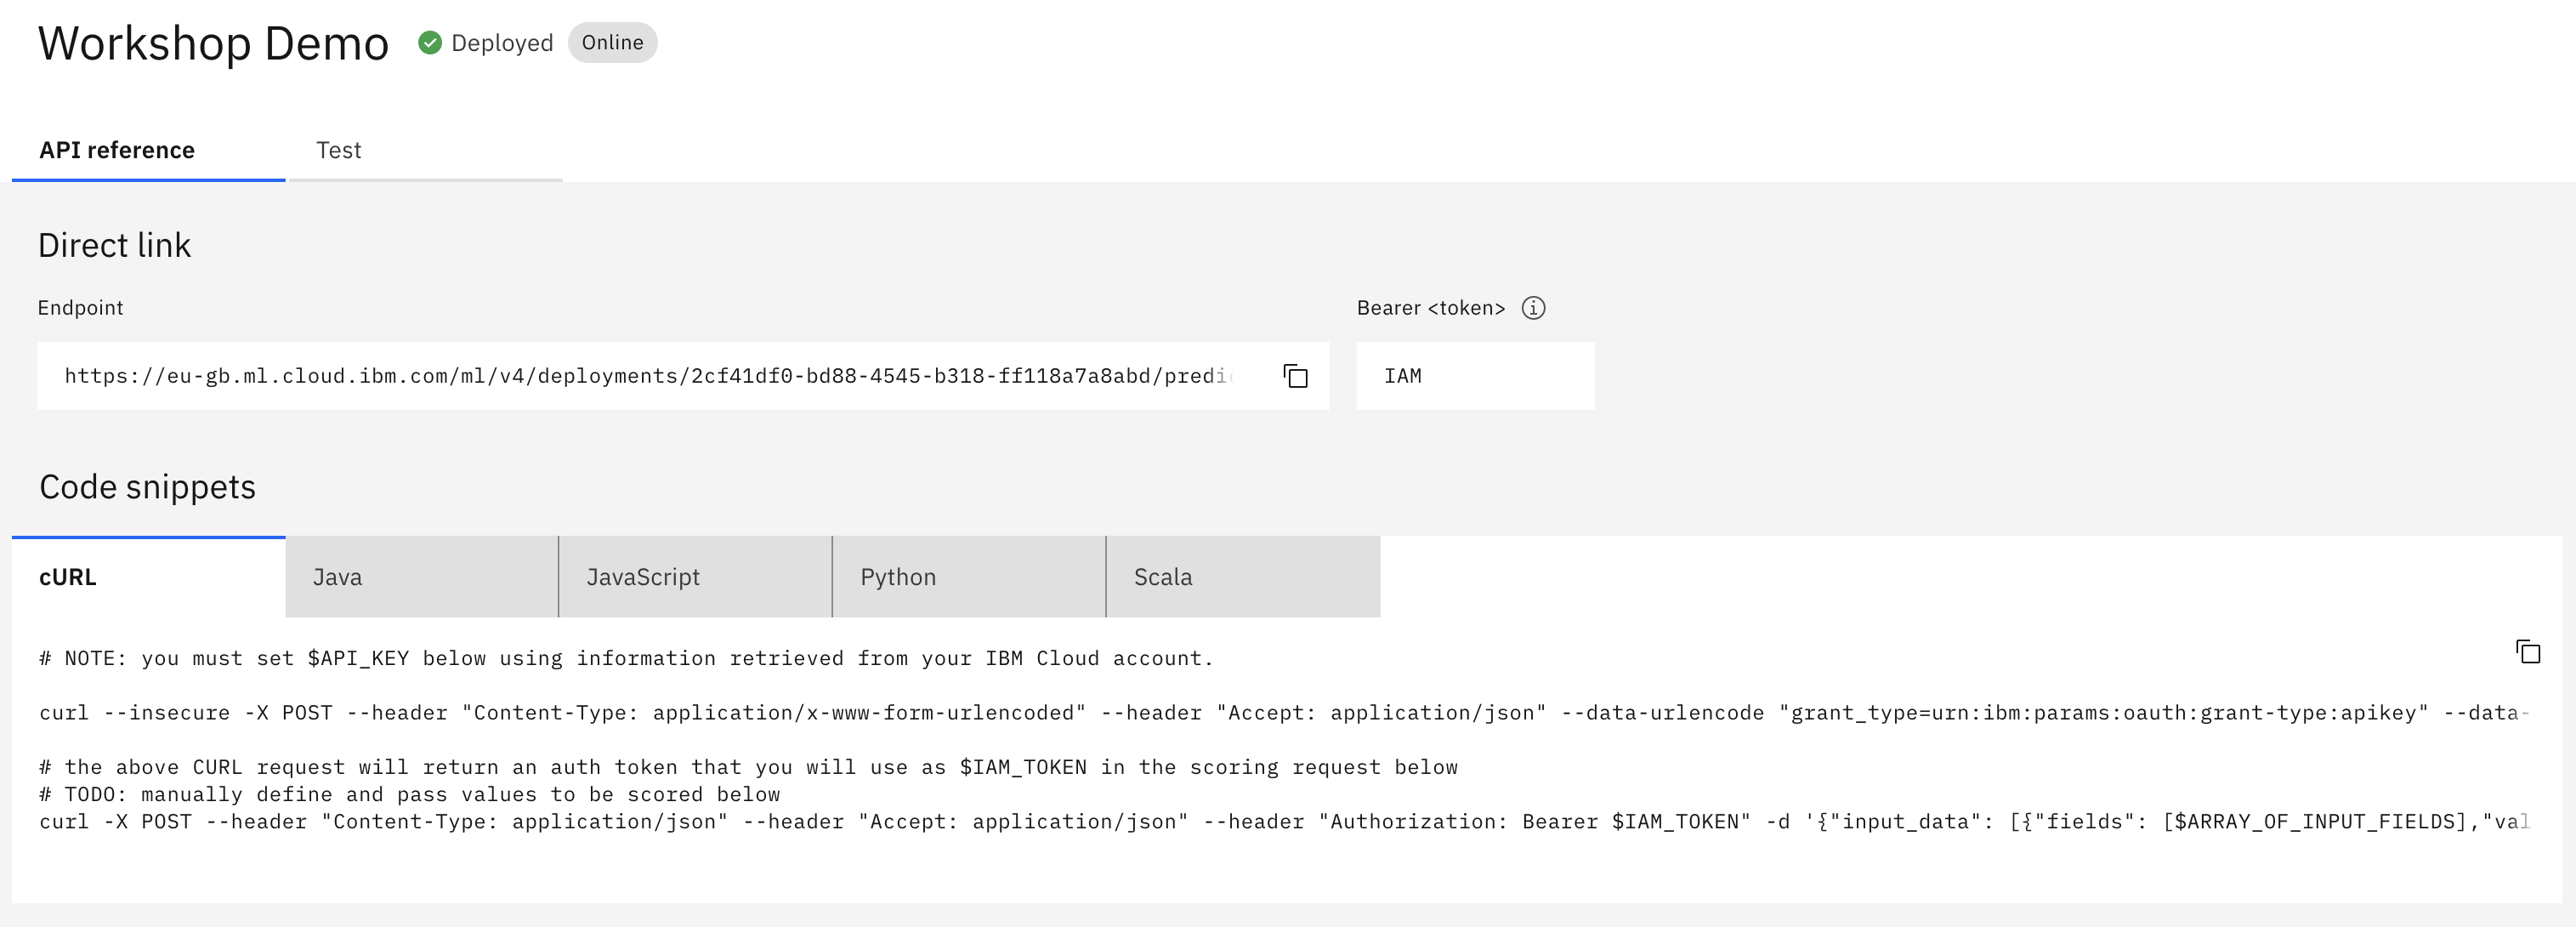 Workshop Demo Deployed Online
API reference Test
Direct link
Endpoint Bearer <token>
https://eu-gb.ml.cloud.ibm.com/ml/v4/deployments/2cf41df0-bd88-4545-b318-ff118a7a8abd/predic
IAM
Code snippets
cURL Java JavaScript Python Scala
# NOTE: you must set $API_KEY below using information retrieved from your IBM Cloud account.
curl --insecure -X POST --header "Content-Type: application/x-www-form-urlencoded" --header "Accept: application/json" --data-urlencode "grant_type=urn:ibm:params:oauth:grant-type:apikey" --data-
# the above CURL request will return an auth token that you will use as $IAM_TOKEN in the scoring request below
# TODO: manually define and pass values to be scored below
curl -X POST --header "Content-Type: application/json" --header "Accept: application/json" --header "Authorization: Bearer $IAM_TOKEN" -d '{"input_data": [{"fields": [$ARRAY_OF_INPUT_FIELDS],"val